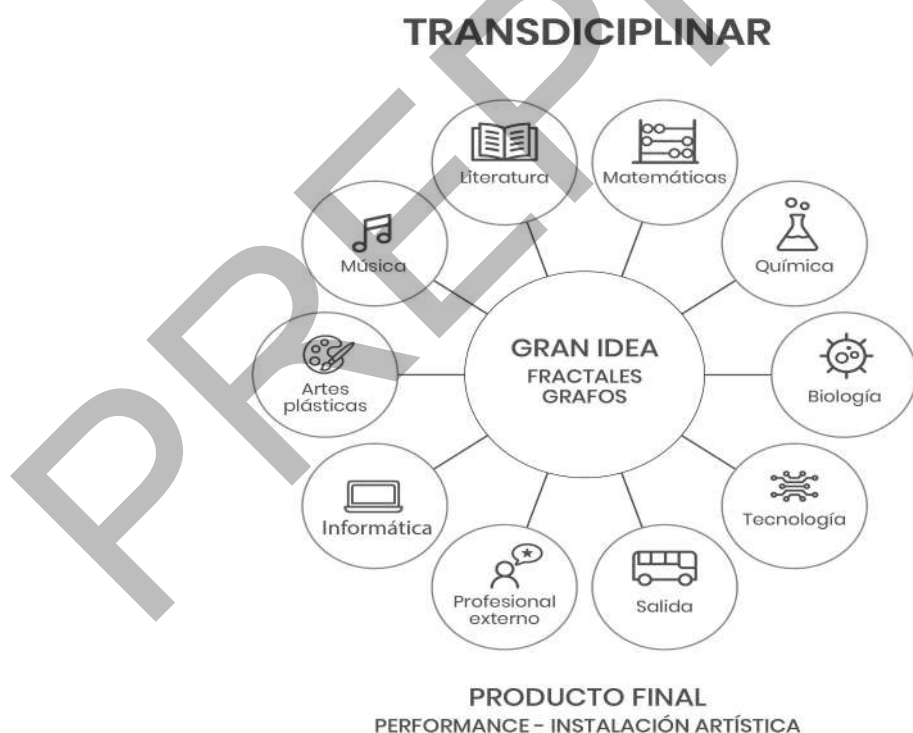 TRANSDICIPLINAR
Literatura
Matemáticas
Música
Química
GRAN IDEA
FRACTALES
GRAFOS
Artes
plásticas
Biología
Informática
Tecnología
Profesional
externo
Salida
PRODUCTO FINAL
PERFORMANCE - INSTALACIÓN ARTÍSTICA